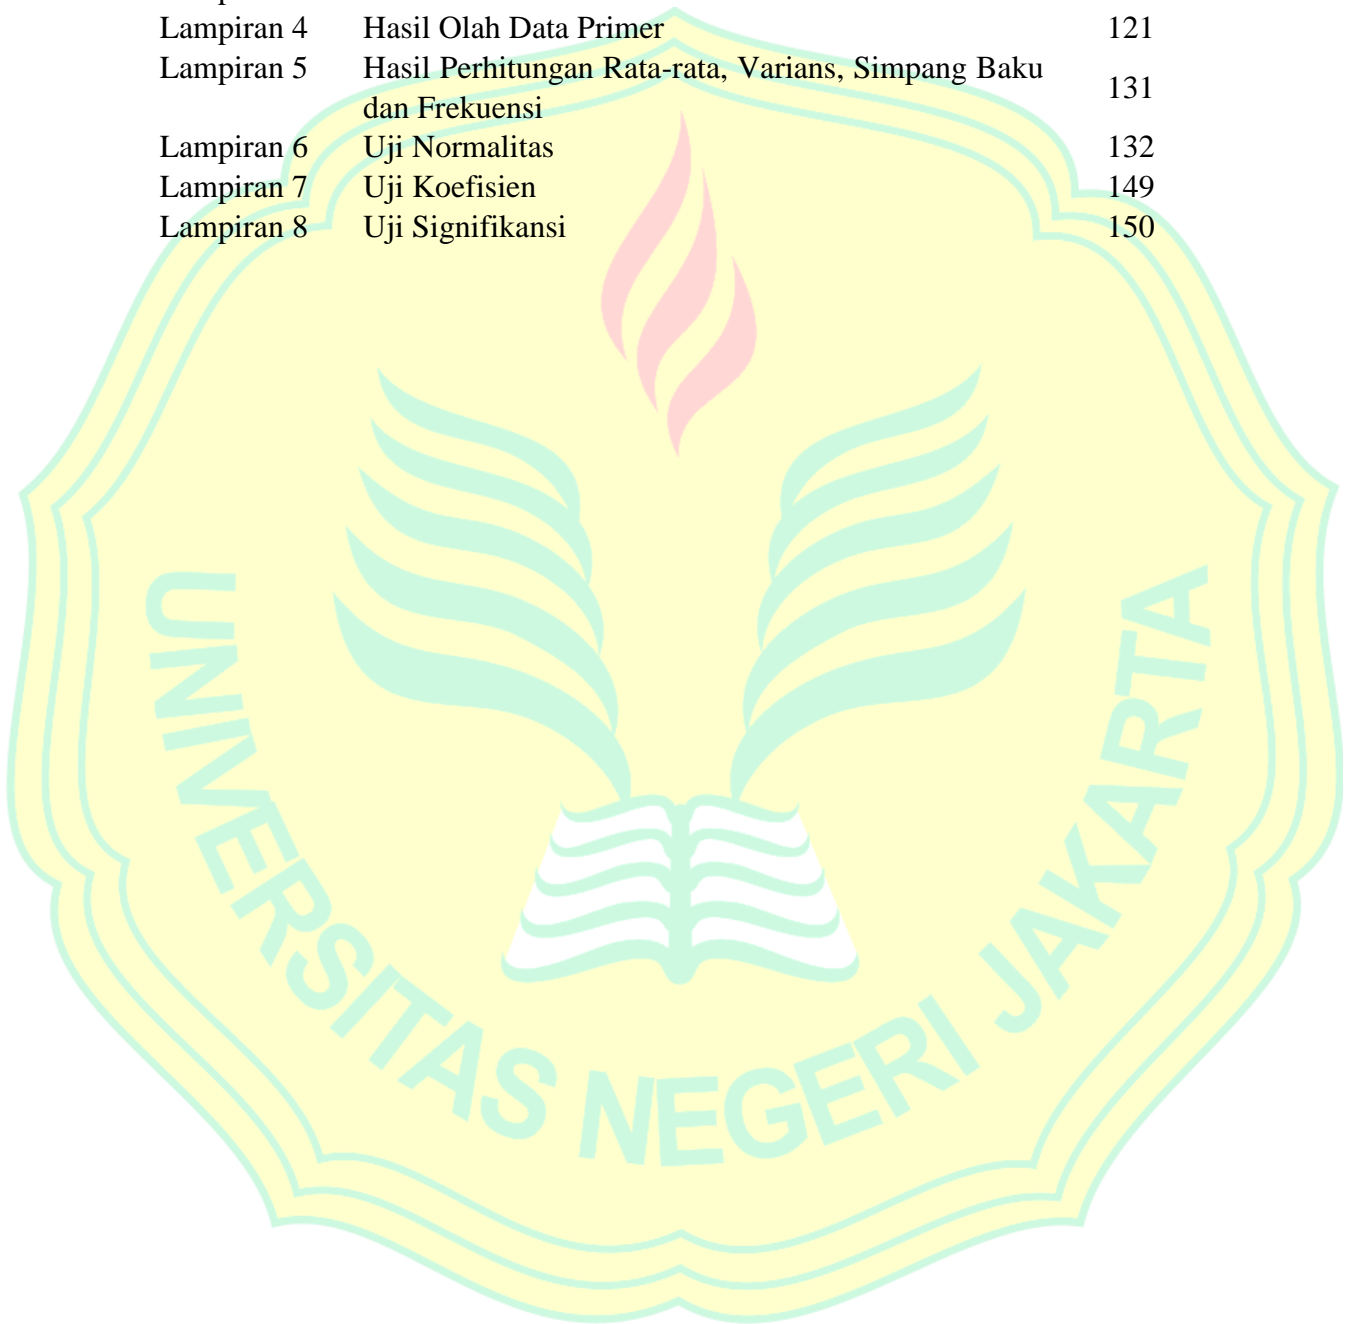 Lampiran 4 Hasil Olah Data Primer 121
Lampiran 5 Hasil Perhitungan Rata-rata, Varians, Simpang Baku
dan Frekuensi 131
Lampiran 6 Uji Normalitas 132
Lampiran 7 Uji Koefisien 149
Lampiran 8 Uji Signifikansi 150
UNIVERSITAS NEGERI JAKARTA